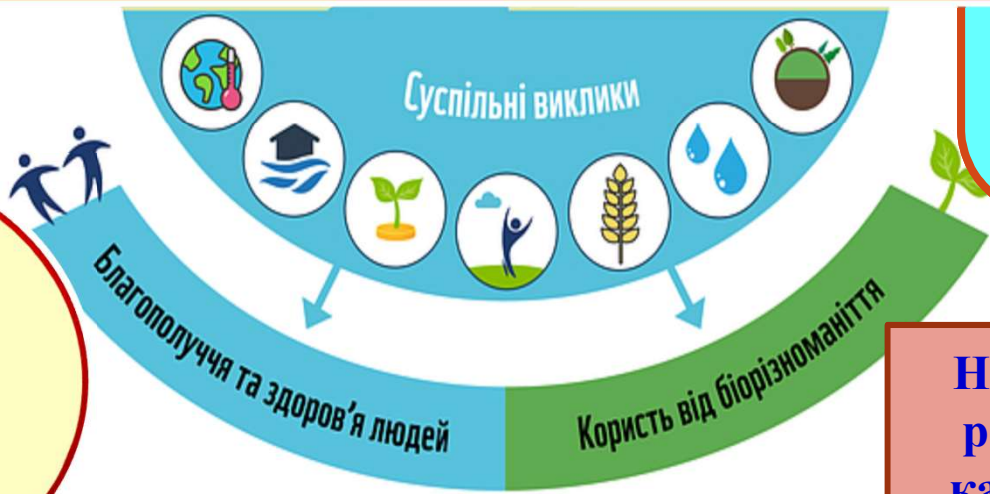 Суспільні виклики
Благополуччя та здоров'я людей
Користь від біорізноманіття